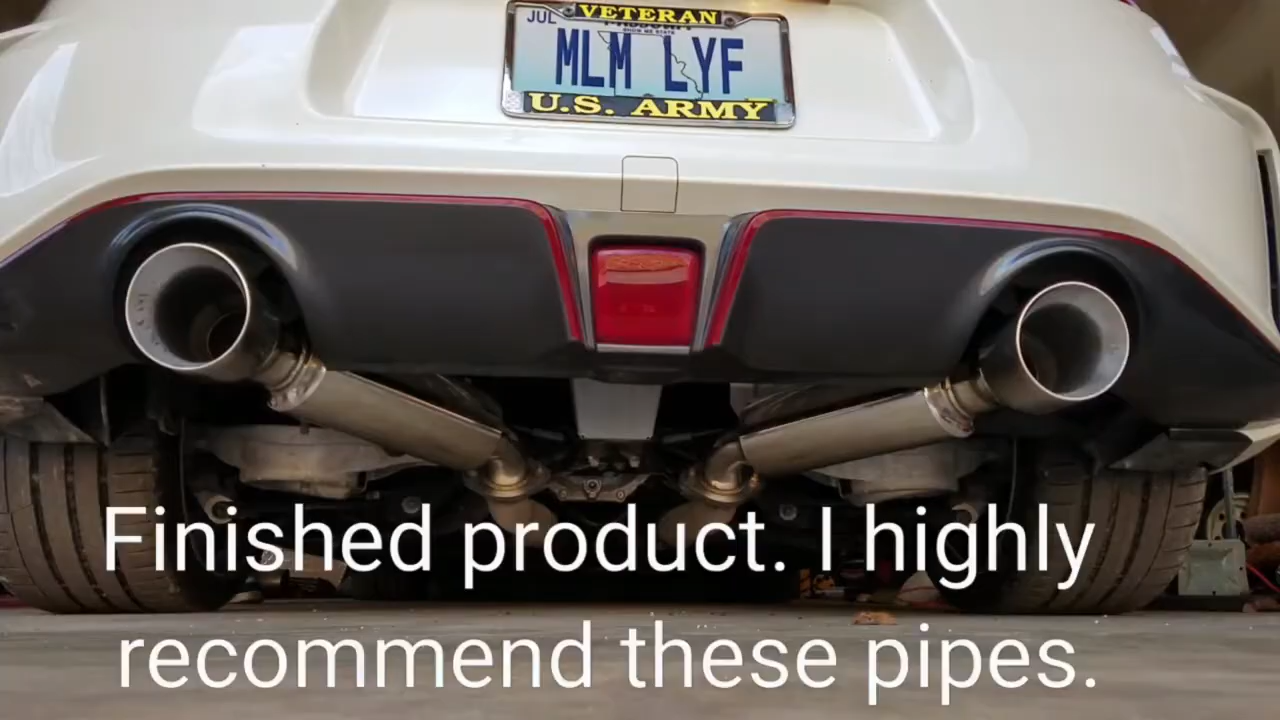 VETERAN
JUL
MLM LYF
U.S. ARMY
Finished product. I highly
recommend these pipes.